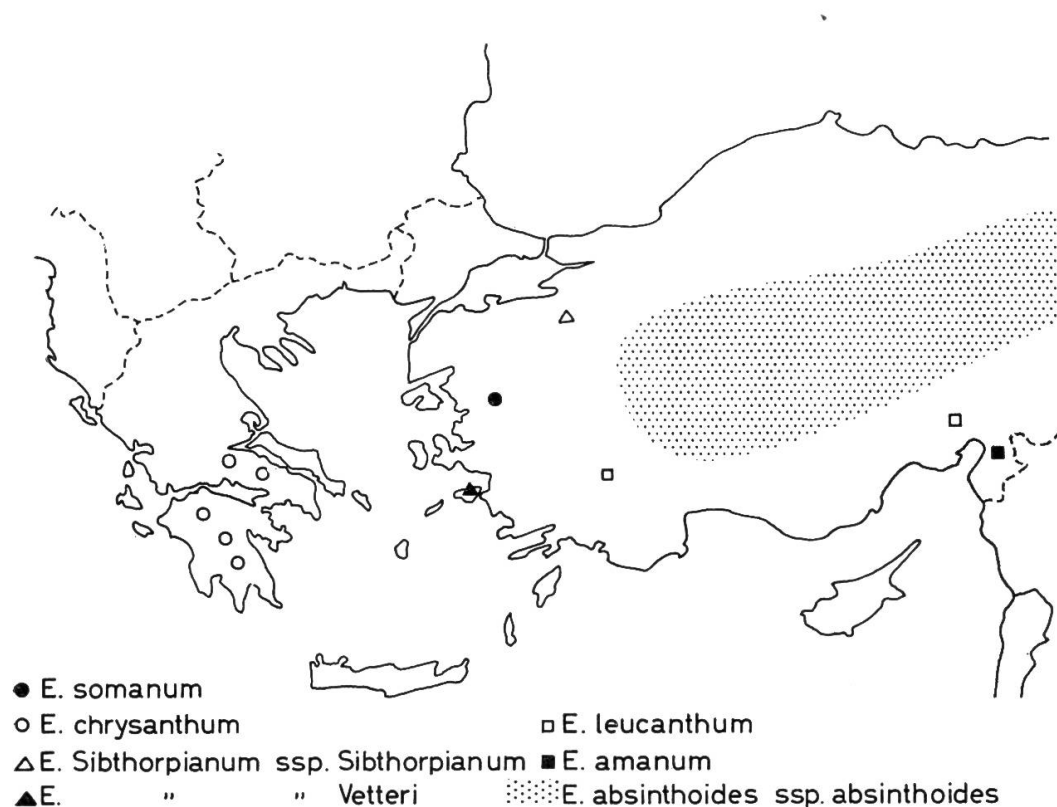 E. somanum
E. chrysanthum
E. leucanthum
E. Sibthorpianum ssp. Sibthorpianum
E. amanum
E. " " Vetteri
E. absinthoides ssp. absinthoides